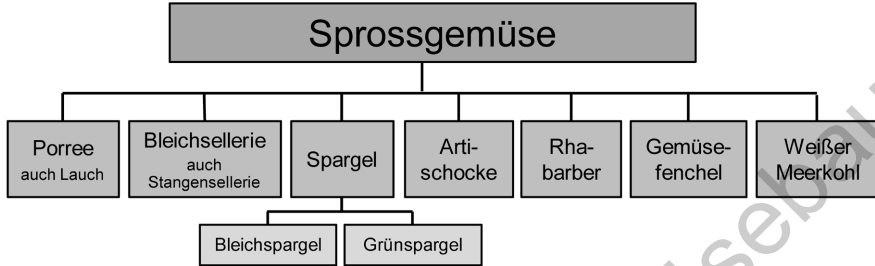 Sprossgemüse
Porree
auch Lauch
Bleichsellerie
auch
Stangensellerie
Spargel
Arti-
schocke
Rha-
barber
Gemüse-
fenchel
Weißer
Meerkohl
Bleichspargel
Grünspargel